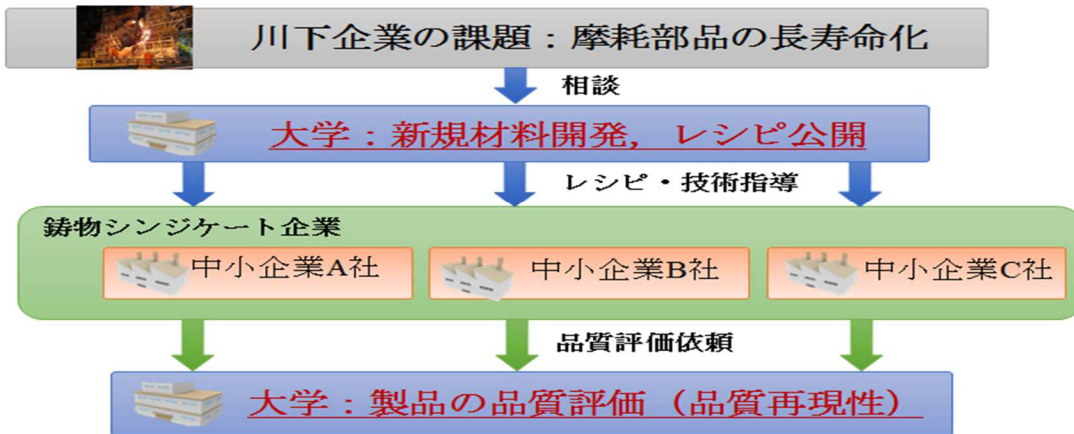 川下企業の課題：摩耗部品の長寿命化
相談
大学：新規材料開発，レシピ公開
レシピ・技術指導
鋳物シンジケート企業
中小企業A社
中小企業B社
中小企業C社
品質評価依頼
大学：製品の品質評価（品質再現性）